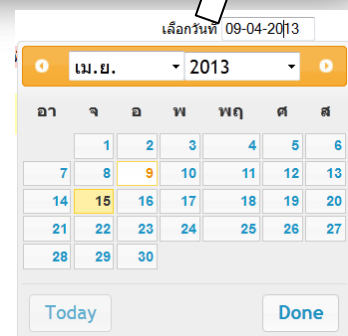 เลือกวันที่ 09-04-2013
เม.ย. 2013
อา จ อ พ พฤ ศ ส
1 2 3 4 5 6
7 8 9 10 11 12 13
14 15 16 17 18 19 20
21 22 23 24 25 26 27
28 29 30
Today Done